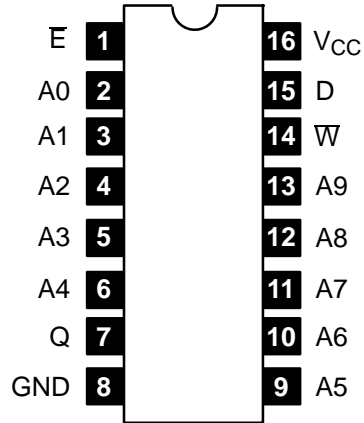 E̅ 1 16 VCC
A0 2 15 D
A1 3 14 W̅
A2 4 13 A9
A3 5 12 A8
A4 6 11 A7
Q 7 10 A6
GND 8 9 A5